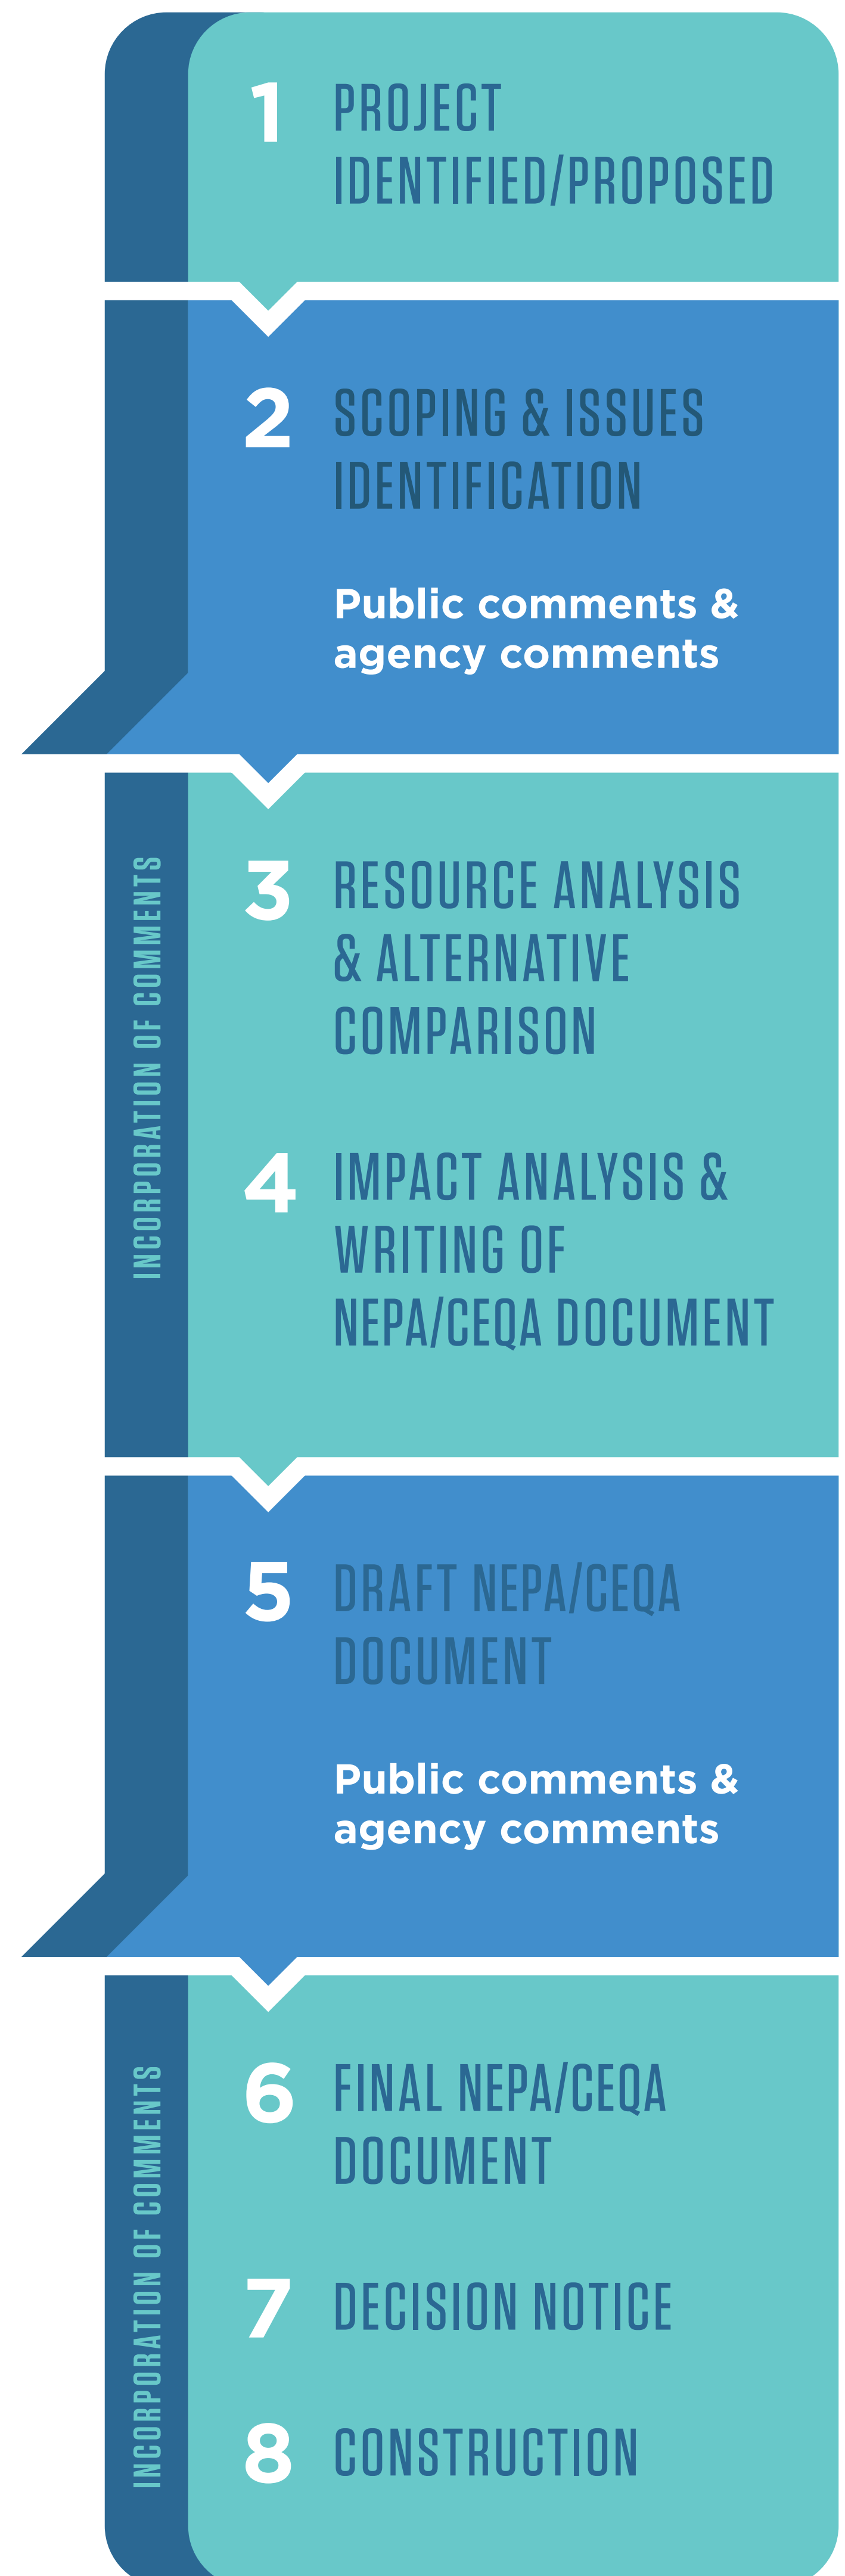 1 PROJECT
IDENTIFIED/PROPOSED
2 SCOPING & ISSUES
IDENTIFICATION
Public comments &
agency comments
INCORPORATION OF COMMENTS
3 RESOURCE ANALYSIS
& ALTERNATIVE
COMPARISON
4 IMPACT ANALYSIS &
WRITING OF
NEPA/CEQA DOCUMENT
5 DRAFT NEPA/CEQA
DOCUMENT
Public comments &
agency comments
INCORPORATION OF COMMENTS
6 FINAL NEPA/CEQA
DOCUMENT
7 DECISION NOTICE
8 CONSTRUCTION